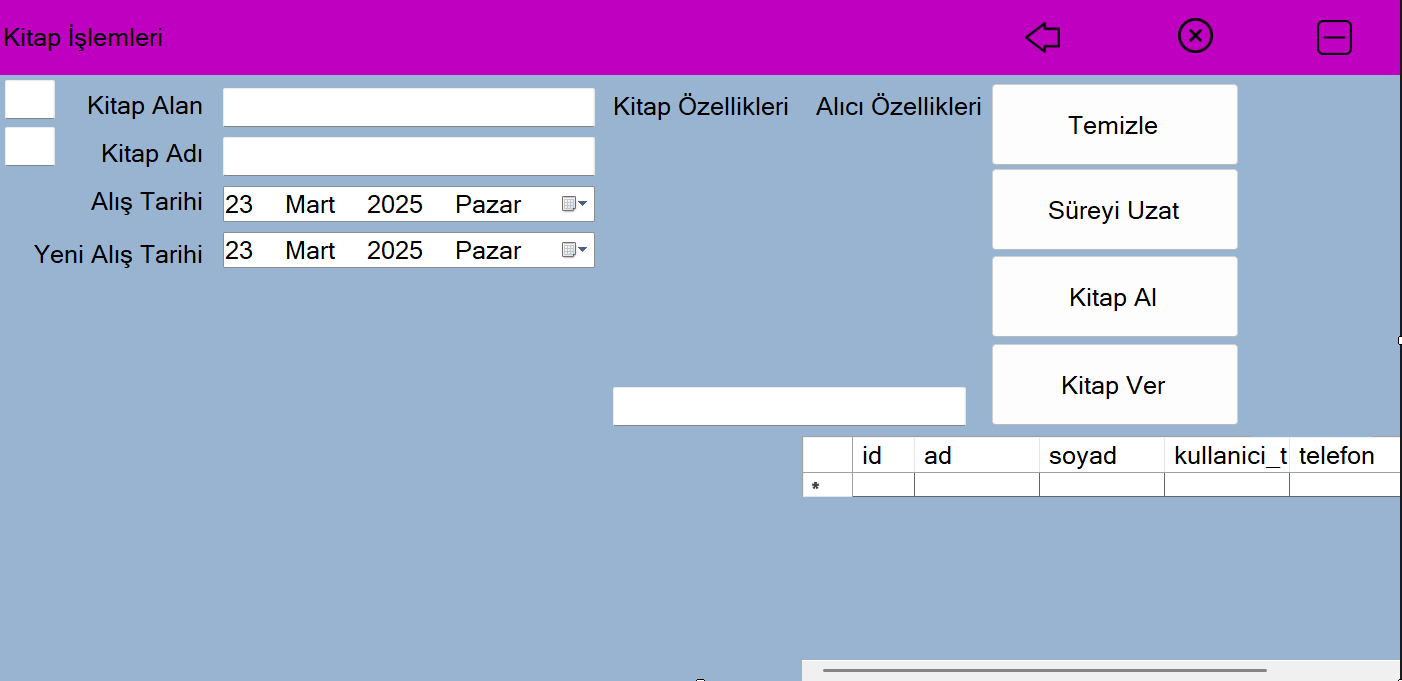 Kitap İşlemleri
Kitap Alan
Kitap Özellikleri
Alıcı Özellikleri
Temizle
Kitap Adı
Alış Tarihi
23 Mart 2025 Pazar
Süreyi Uzat
Yeni Alış Tarihi
23 Mart 2025 Pazar
Kitap Al
Kitap Ver
id ad soyad kullanici_t telefon
*